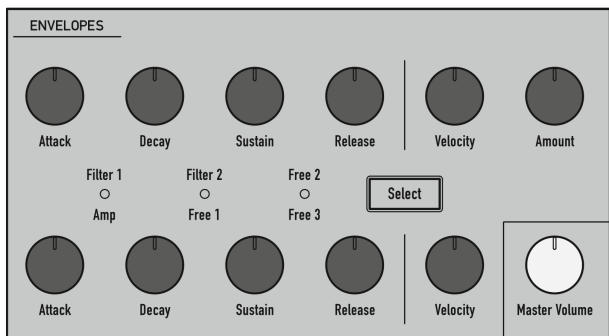 ENVELOPES
Attack Decay Sustain Release Velocity Amount
Filter 1 Filter 2 Free 2
Select
Amp Free 1 Free 3
Attack Decay Sustain Release Velocity Master Volume